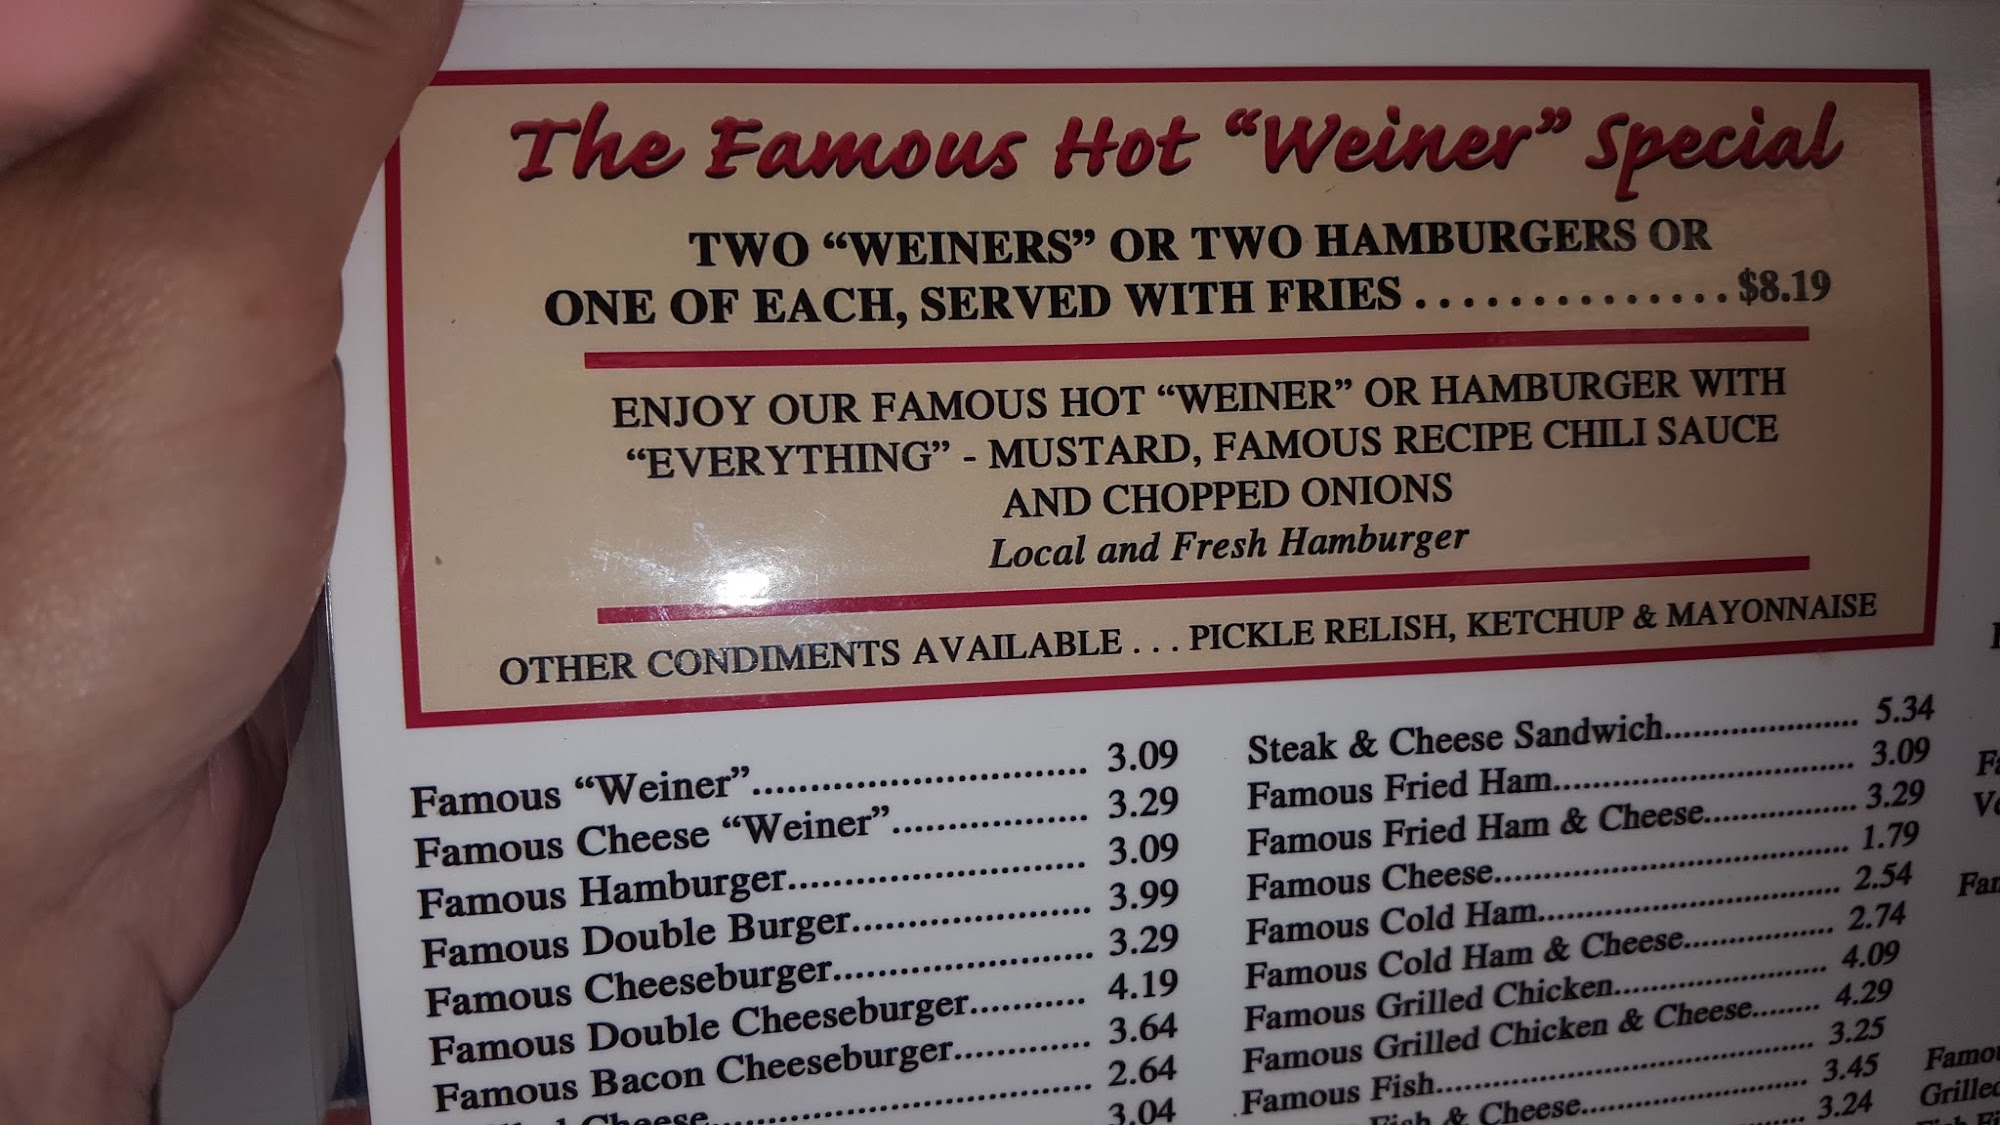 The Famous Hot “Weiner” Special
TWO “WEINERS” OR TWO HAMBURGERS OR
ONE OF EACH, SERVED WITH FRIES . . . . . . . . . . . . . . $8.19
ENJOY OUR FAMOUS HOT “WEINER” OR HAMBURGER WITH
“EVERYTHING” - MUSTARD, FAMOUS RECIPE CHILI SAUCE
AND CHOPPED ONIONS
Local and Fresh Hamburger
OTHER CONDIMENTS AVAILABLE . . . PICKLE RELISH, KETCHUP & MAYONNAISE
Famous “Weiner”............................. 3.09
Famous Cheese “Weiner”................. 3.29
Famous Hamburger.......................... 3.09
Famous Double Burger..................... 3.99
Famous Cheeseburger....................... 3.29
Famous Double Cheeseburger.......... 4.19
Famous Bacon Cheeseburger............ 3.64
Cheese.................................... 2.64
3.04
Steak & Cheese Sandwich.................... 5.34
Famous Fried Ham............................. 3.09
Famous Fried Ham & Cheese.............. 3.29
Famous Cheese.................................. 1.79
Famous Cold Ham............................. 2.54
Famous Cold Ham & Cheese.............. 2.74
Famous Grilled Chicken..................... 4.09
Famous Grilled Chicken & Cheese........ 4.29
Famous Fish...................................... 3.25
Fish & Cheese........................ 3.45
3.24
Grilled